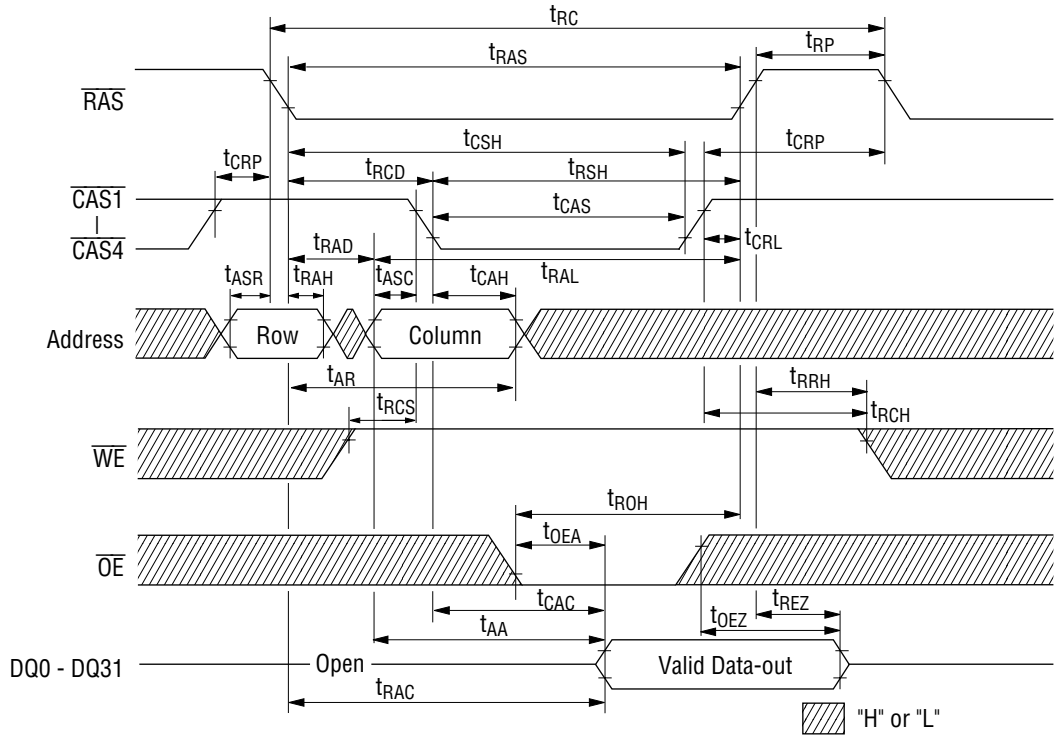 tRC
tRAS tRP
RAS
tCSH
tCRP tRCD tRSH tCRP
CAS1
tCAS
CAS4
tRAD tCRL
tASR tRAH tASC tCAH tRAL
Address Row Column
tAR tRRH
tRCS tRCH
WE
tROH
tOEA
OE
tCAC tREZ
tAA tOEZ
DQ0 - DQ31 Open Valid Data-out
tRAC
"H" or "L"